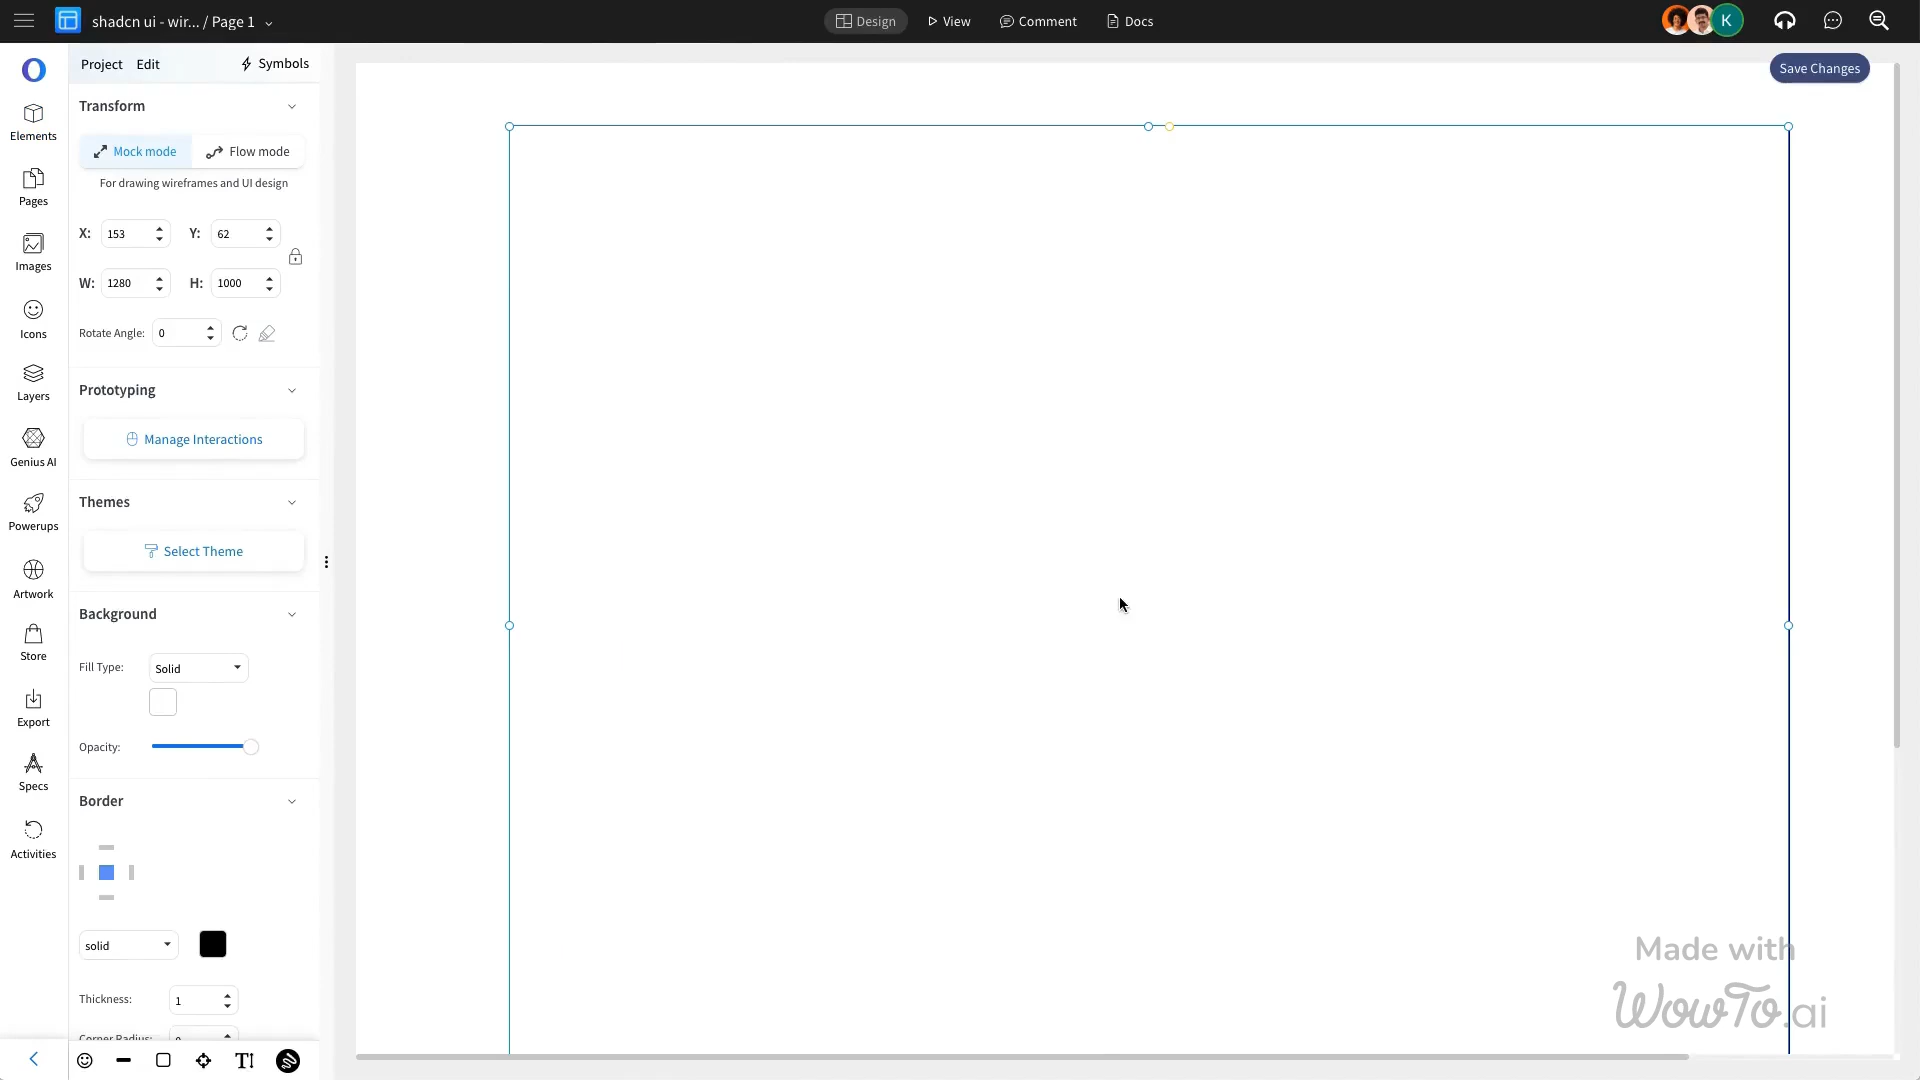 shadcn ui - wir... / Page 1
Design
View
Comment
Docs
K
Project
Edit
Symbols
Save Changes
Transform
Elements
Mock mode
Flow mode
For drawing wireframes and UI design
Pages
X:
153
Y:
62
Images
W:
1280
H:
1000
Icons
Rotate Angle:
0
Layers
Prototyping
Manage Interactions
Genius AI
Themes
Powerups
Select Theme
Artwork
Background
Store
Fill Type:
Solid
Export
Opacity:
Specs
Border
Activities
solid
Thickness:
1
Corner Radius:
Made with
WowTo.ai